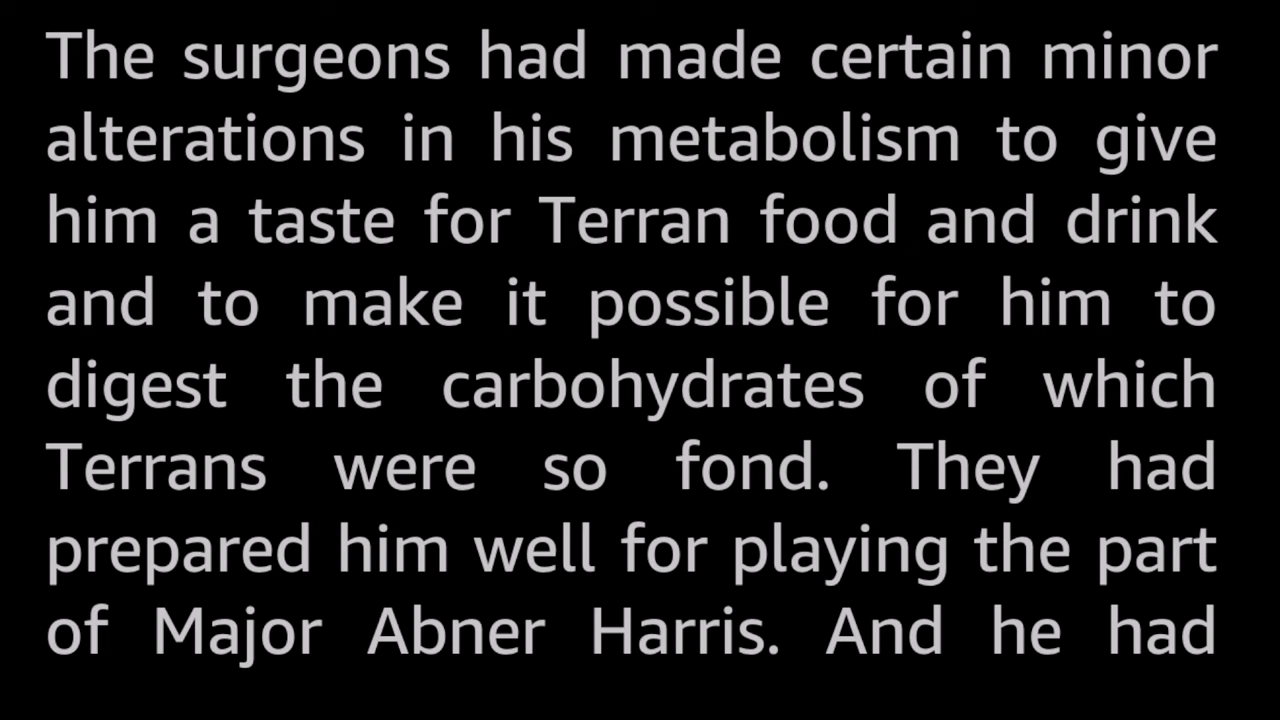 The surgeons had made certain minor
alterations in his metabolism to give
him a taste for Terran food and drink
and to make it possible for him to
digest the carbohydrates of which
Terrans were so fond. They had
prepared him well for playing the part
of Major Abner Harris. And he had